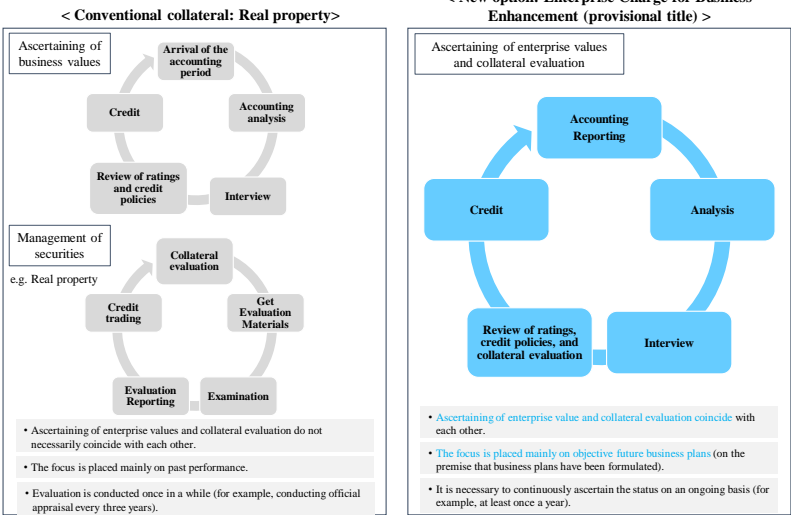 < Conventional collateral: Real property>
Ascertaining of
business values
Arrival of the
accounting
period
Accounting
analysis
Interview
Review of ratings
and credit
policies
Credit
Management of
securities
e.g. Real property
Collateral
evaluation
Get
Evaluation
Materials
Examination
Evaluation
Reporting
Credit
trading
• Ascertaining of enterprise values and collateral evaluation do not
necessarily coincide with each other.
• The focus is placed mainly on past performance.
• Evaluation is conducted once in a while (for example, conducting official
appraisal every three years).
< New option: Enterprise Charge for Business
Enhancement (provisional title) >
Ascertaining of enterprise values
and collateral evaluation
Accounting
Reporting
Analysis
Interview
Review of ratings,
credit policies, and
collateral evaluation
Credit
• Ascertaining of enterprise value and collateral evaluation coincide with
each other.
• The focus is placed mainly on objective future business plans (on the
premise that business plans have been formulated).
• It is necessary to continuously ascertain the status on an ongoing basis (for
example, at least once a year).